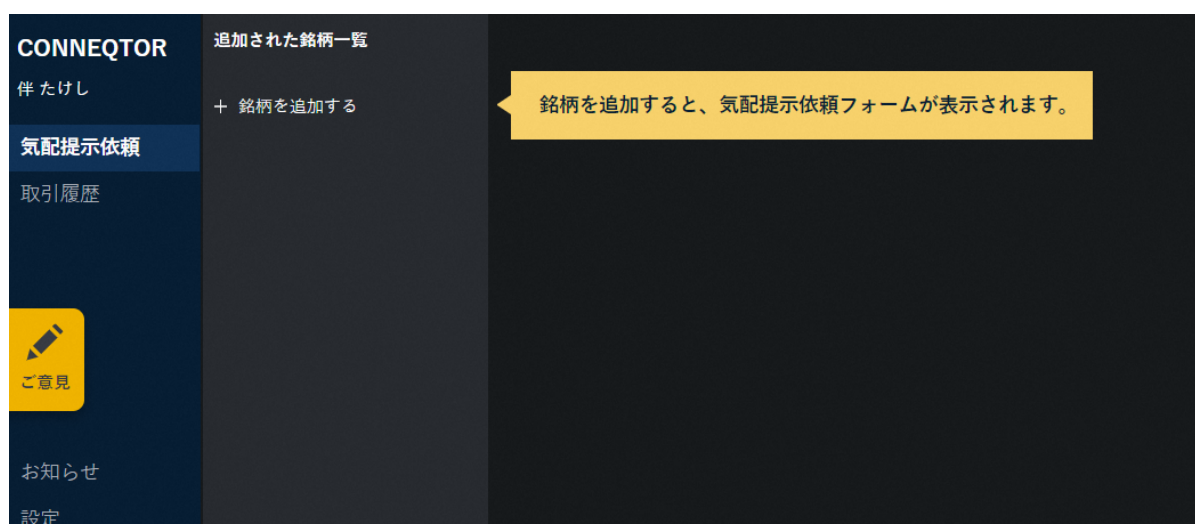 CONNEQTOR
伴 たけし
気配提示依頼
取引履歴
ご意見
お知らせ
設定
追加された銘柄一覧
＋ 銘柄を追加する
銘柄を追加すると、気配提示依頼フォームが表示されます。